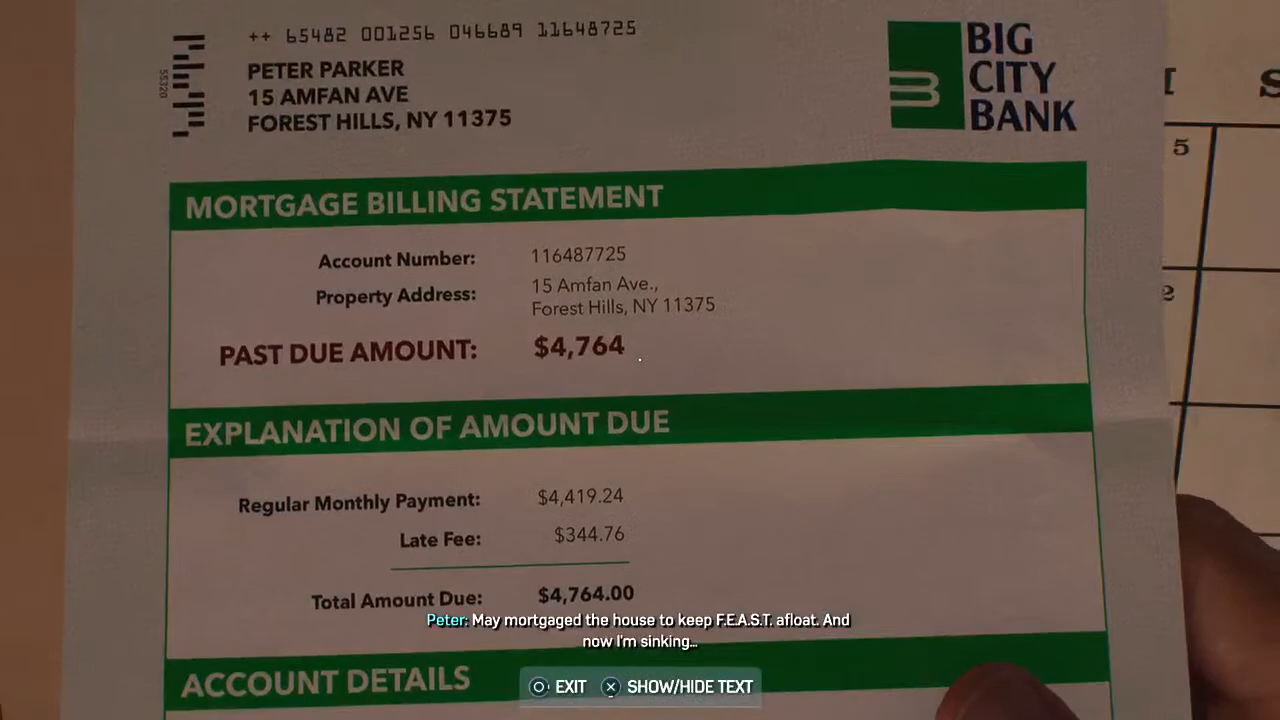 ++ 65482 001256 046689 11648725
55320
PETER PARKER
15 AMFAN AVE
FOREST HILLS, NY 11375
BIG
CITY
BANK
MORTGAGE BILLING STATEMENT
Account Number: 116487725
Property Address: 15 Amfan Ave.,
Forest Hills, NY 11375
PAST DUE AMOUNT: $4,764
EXPLANATION OF AMOUNT DUE
Regular Monthly Payment: $4,419.24
Late Fee: $344.76
Total Amount Due: $4,764.00
Peter: May mortgaged the house to keep F.E.A.S.T. afloat. And
now I'm sinking...
ACCOUNT DETAILS
EXIT SHOW/HIDE TEXT
S
5
2